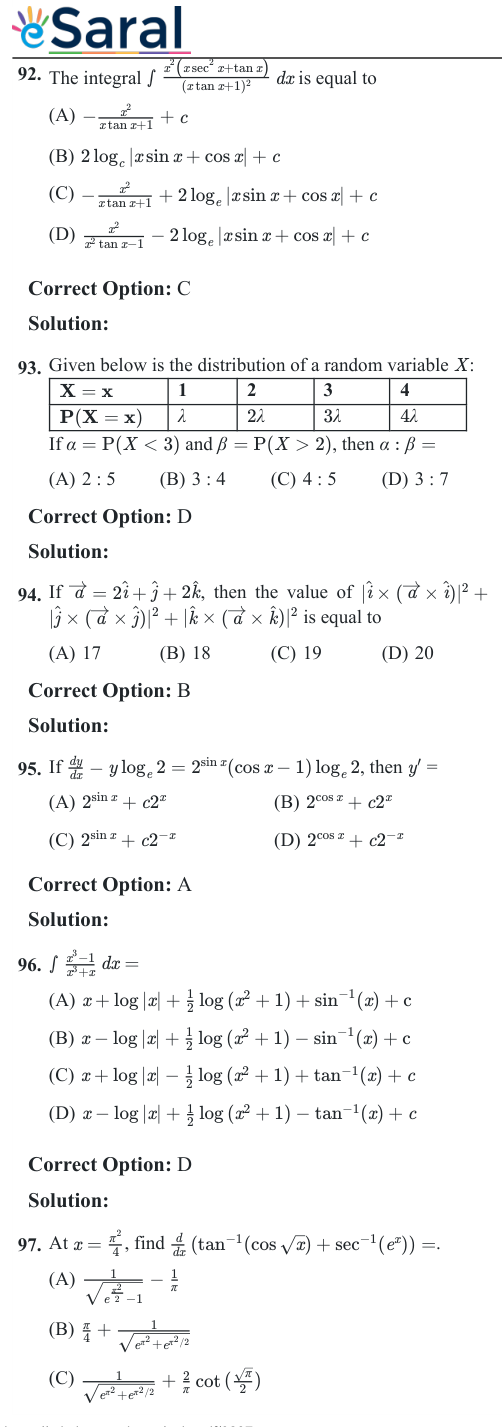 eSaral
92. The integral ∫ x²(x sec² x+tan x)/(x tan x+1)² dx is equal to
(A) −x²/(x tan x+1) + c
(B) 2 logₑ |x sin x + cos x| + c
(C) −x²/(x tan x+1) + 2 logₑ |x sin x + cos x| + c
(D) x²/(x² tan x−1) − 2 logₑ |x sin x + cos x| + c
Correct Option: C
Solution:
93. Given below is the distribution of a random variable X:
X = x 1 2 3 4
P(X = x) λ 2λ 3λ 4λ
If α = P(X < 3) and β = P(X > 2), then α : β =
(A) 2 : 5 (B) 3 : 4 (C) 4 : 5 (D) 3 : 7
Correct Option: D
Solution:
94. If a⃗ = 2î + ĵ + 2k̂, then the value of |î × (a⃗ × î)|² +
|ĵ × (a⃗ × ĵ)|² + |k̂ × (a⃗ × k̂)|² is equal to
(A) 17 (B) 18 (C) 19 (D) 20
Correct Option: B
Solution:
95. If dy/dx − y logₑ 2 = 2^(sin x)(cos x − 1) logₑ 2, then y′ =
(A) 2^(sin x) + c2^x (B) 2^(cos x) + c2^x
(C) 2^(sin x) + c2^(−x) (D) 2^(cos x) + c2^(−x)
Correct Option: A
Solution:
96. ∫ (x³−1)/(x³+x) dx =
(A) x + log |x| + 1/2 log (x² + 1) + sin⁻¹(x) + c
(B) x − log |x| + 1/2 log (x² + 1) − sin⁻¹(x) + c
(C) x + log |x| − 1/2 log (x² + 1) + tan⁻¹(x) + c
(D) x − log |x| + 1/2 log (x² + 1) − tan⁻¹(x) + c
Correct Option: D
Solution:
97. At x = π²/4, find d/dx (tan⁻¹(cos √x) + sec⁻¹(e^x)) =.
(A) 1/√(e^(π²/2) −1) − 1/π
(B) π/4 + 1/√(e^(π²)+e^(π²/2))
(C) 1/√(e^(π²)+e^(π²/2)) + 2/π cot (√π/2)